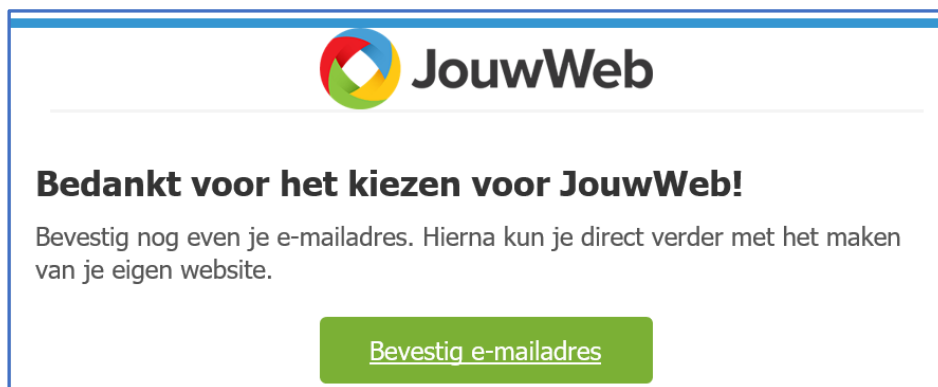 JouwWeb
Bedankt voor het kiezen voor JouwWeb!
Bevestig nog even je e-mailadres. Hierna kun je direct verder met het maken
van je eigen website.
Bevestig e-mailadres